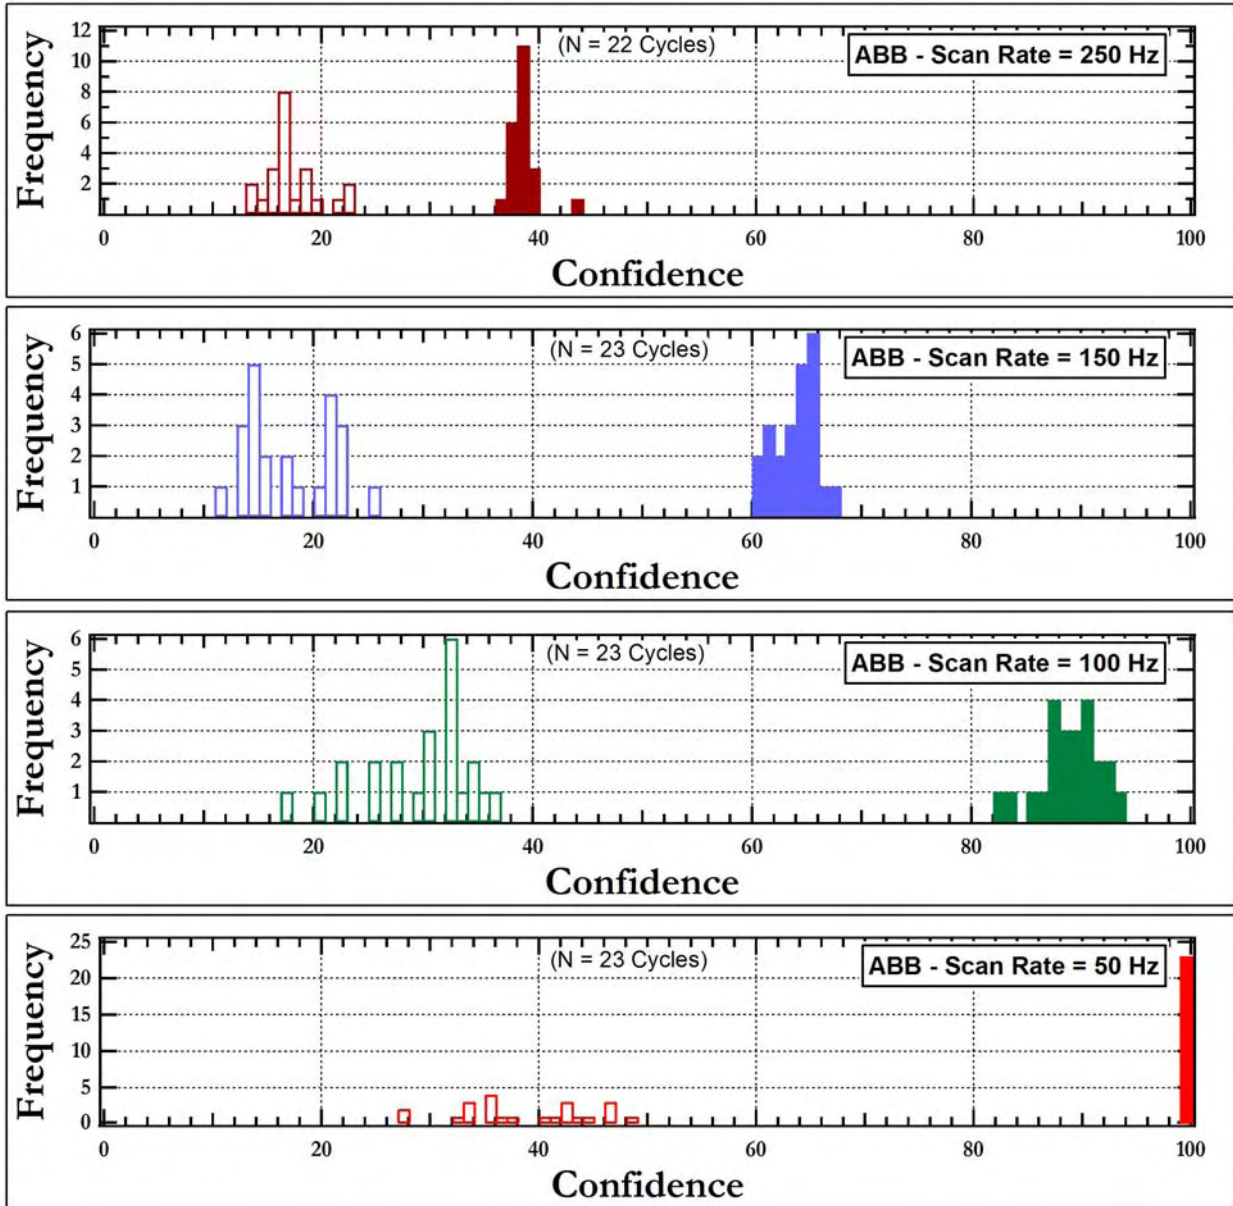 12
(N = 22 Cycles)
ABB - Scan Rate = 250 Hz
10
8
6
4
2
Frequency
0 20 40 60 80 100
Confidence
6
(N = 23 Cycles)
ABB - Scan Rate = 150 Hz
5
4
3
2
1
Frequency
0 20 40 60 80 100
Confidence
6
(N = 23 Cycles)
ABB - Scan Rate = 100 Hz
5
4
3
2
1
Frequency
0 20 40 60 80 100
Confidence
25
(N = 23 Cycles)
ABB - Scan Rate = 50 Hz
20
15
10
5
0
Frequency
0 20 40 60 80 100
Confidence